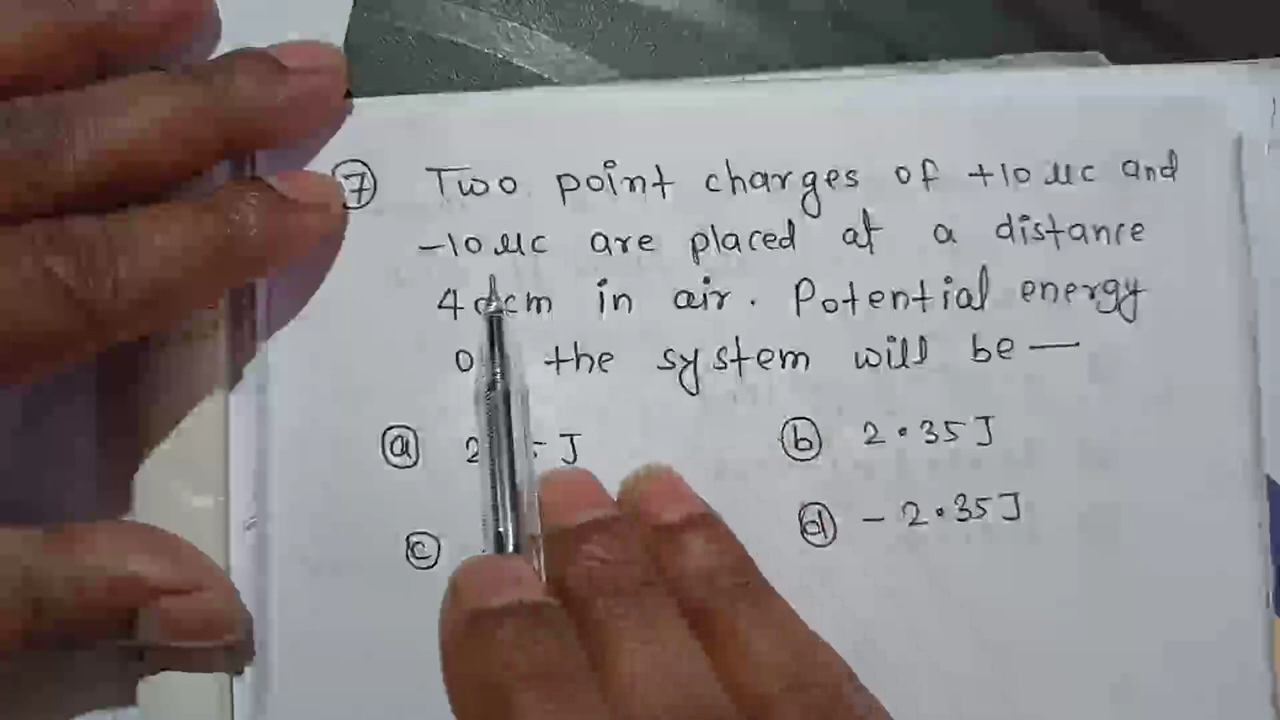 ⑦ Two point charges of +10 μc and
-10 μc are placed at a distance
4 cm in air. Potential energy
the system will be —
ⓐ J ⓑ 2.35 J
ⓒ ⓓ - 2.35 J